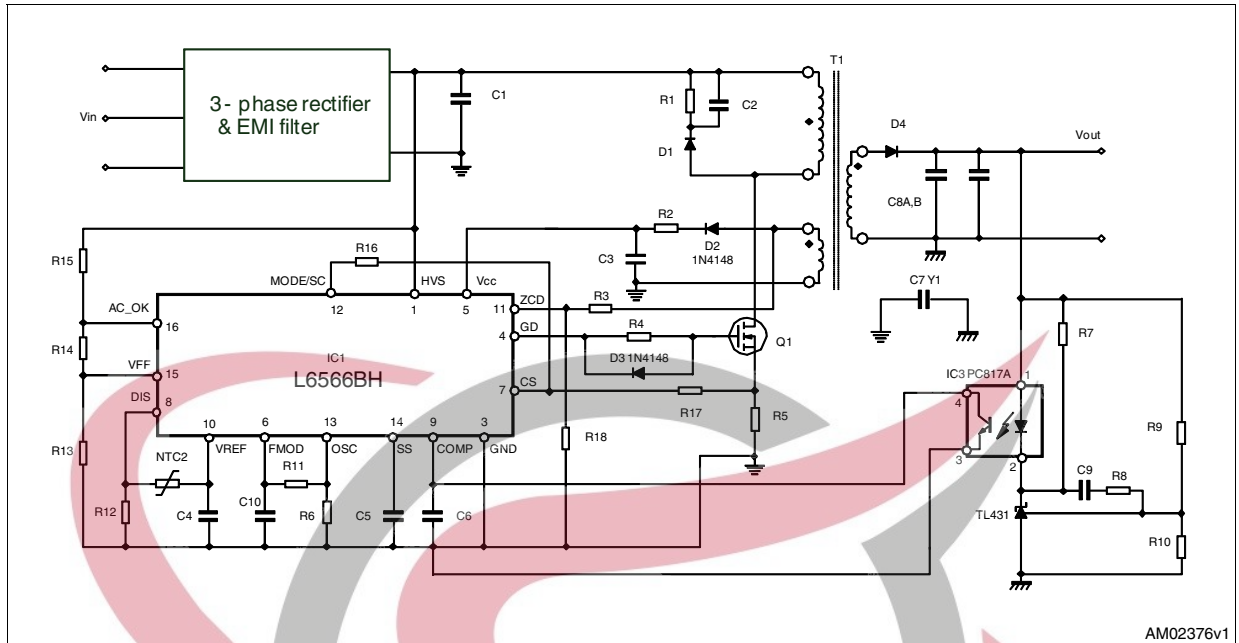 T1
3- phase rectifier
& EMI filter
Vin
C1
R1
C2
D1
D4
Vout
C8A,B
R2
D2
1N4148
C3
R16
R15
MODE/SC
HVS
Vcc
12
1
5
ZCD
11
R3
AC_OK
16
GD
4
R4
Q1
C7 Y1
R7
R14
IC1
L6566BH
D3 1N4148
VFF
15
CS
7
R17
R5
IC3 PC817A
1
4
3
2
DIS
8
R9
10
6
13
14
9
3
VREF
FMOD
OSC
SS
COMP
GND
R18
R13
NTC2
R11
C9
R8
R12
C4
C10
R6
C5
C6
TL431
R10
AM02376v1